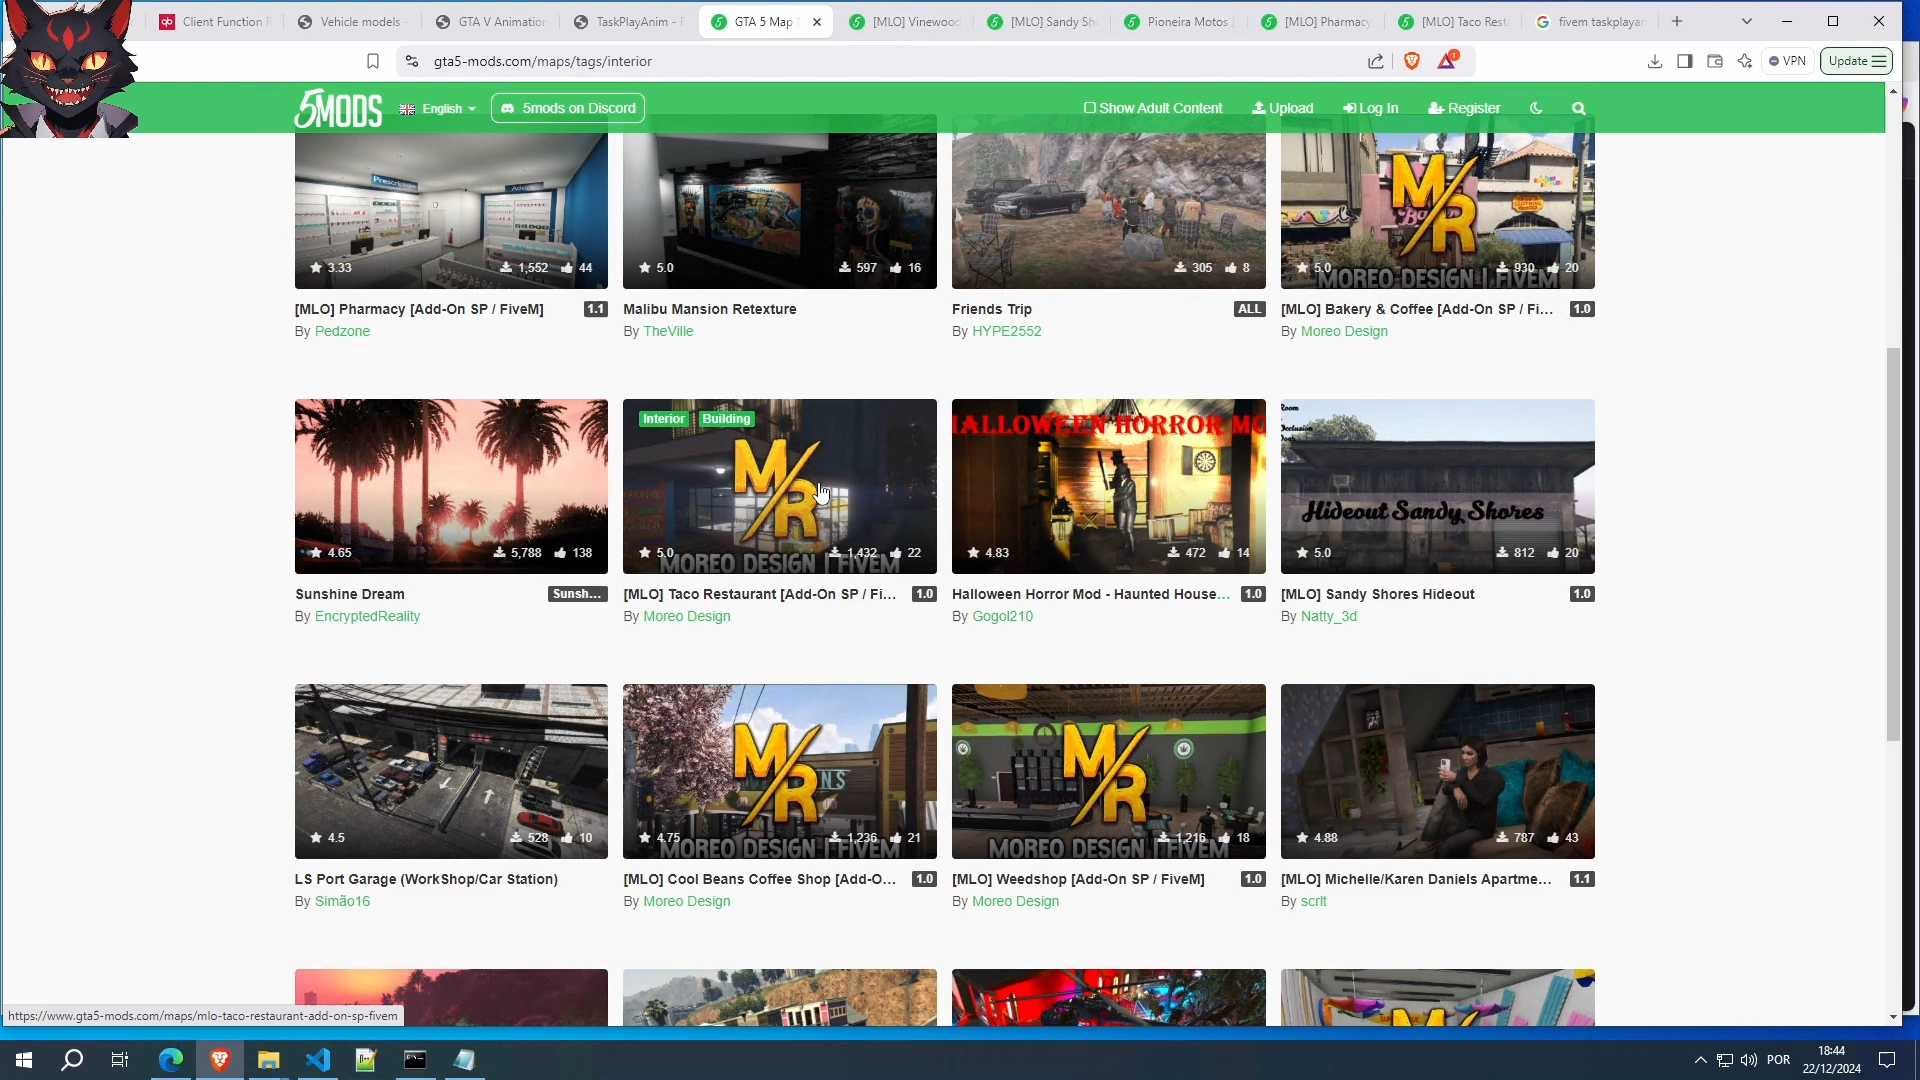 Client Function R
Vehicle models -
GTA V Animation
TaskPlayAnim - F
GTA 5 Map
[MLO] Vinewood
[MLO] Sandy Sh
Pioneira Motos
[MLO] Pharmacy
[MLO] Taco Rest
fivem taskplayan
gta5-mods.com/maps/tags/interior
1
VPN
Update
5MODS
English
5mods on Discord
Show Adult Content
Upload
Log In
Register
Prescriptions
3.33 1,552 44
5.0 597 16
305 8
M/R
MOREO DESIGN | FIVEM
5.0 930 20
[MLO] Pharmacy [Add-On SP / FiveM] 1.1
By Pedzone
Malibu Mansion Retexture
By TheVille
Friends Trip ALL
By HYPE2552
[MLO] Bakery & Coffee [Add-On SP / Fi... 1.0
By Moreo Design
4.65 5,788 138
Interior Building
M/R
MOREO DESIGN | FIVEM
5.0 1,432 22
HALLOWEEN HORROR MO
4.83 472 14
Room
Occlusion
Door
Hideout Sandy Shores
5.0 812 20
Sunshine Dream Sunsh...
By EncryptedReality
[MLO] Taco Restaurant [Add-On SP / Fi... 1.0
By Moreo Design
Halloween Horror Mod - Haunted House... 1.0
By Gogol210
[MLO] Sandy Shores Hideout 1.0
By Natty_3d
4.5 528 10
M/R
MOREO DESIGN | FIVEM
4.75 1,236 21
M/R
MOREO DESIGN | FIVEM
5.0 1,216 18
4.88 787 43
LS Port Garage (WorkShop/Car Station)
By Simão16
[MLO] Cool Beans Coffee Shop [Add-O... 1.0
By Moreo Design
[MLO] Weedshop [Add-On SP / FiveM] 1.0
By Moreo Design
[MLO] Michelle/Karen Daniels Apartme... 1.1
By scrlt
https://www.gta5-mods.com/maps/mlo-taco-restaurant-add-on-sp-fivem
POR
18:44
22/12/2024